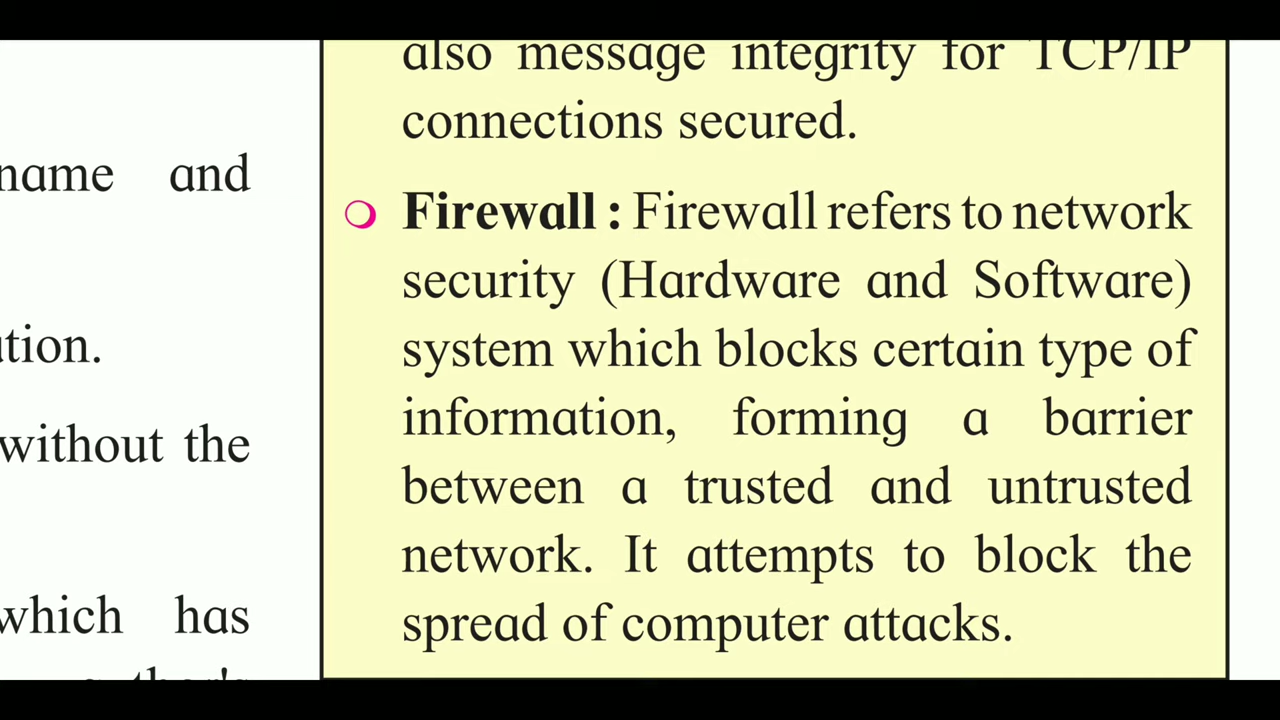 name and
ation.
without the
which has
author's
also message integrity for TCP/IP
connections secured.
Firewall : Firewall refers to network
security (Hardware and Software)
system which blocks certain type of
information, forming a barrier
between a trusted and untrusted
network. It attempts to block the
spread of computer attacks.